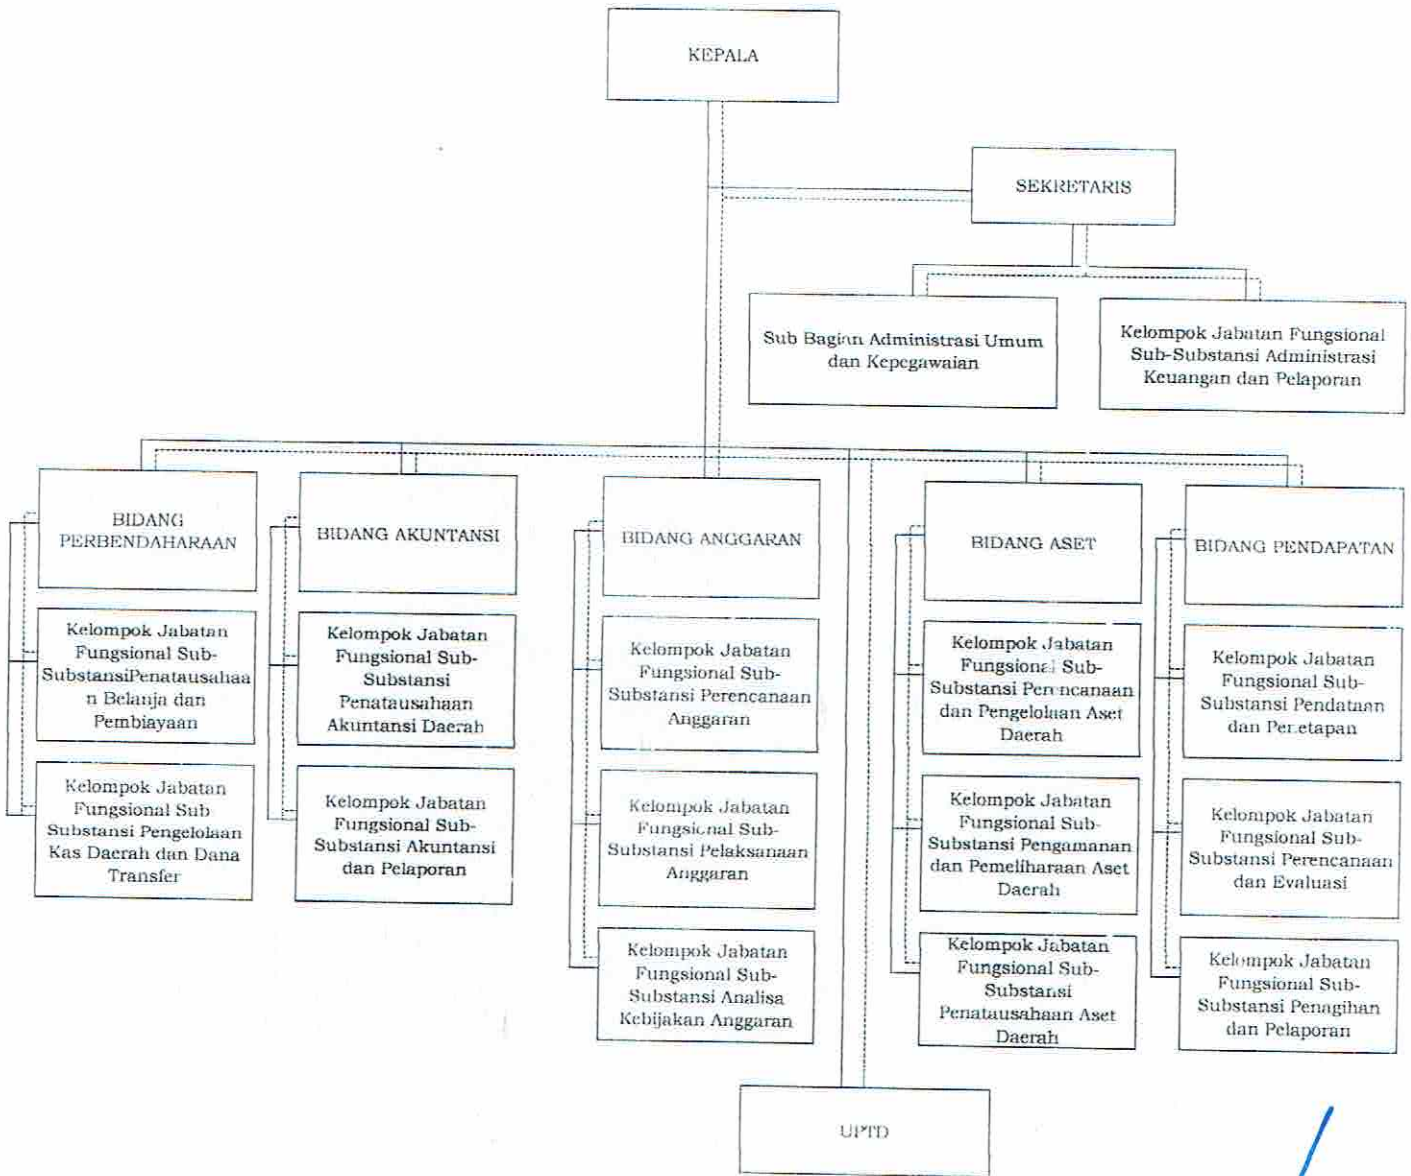 KEPALA
SEKRETARIS
Sub Bagian Administrasi Umum
dan Kepegawaian
Kelompok Jabatan Fungsional
Sub-Substansi Administrasi
Keuangan dan Pelaporan
BIDANG
PERBENDAHARAAN
Kelompok Jabatan
Fungsional Sub-
SubstansiPenatausahaa
n Belanja dan
Pembiayaan
Kelompok Jabatan
Fungsional Sub
Substansi Pengelolaan
Kas Daerah dan Dana
Transfer
BIDANG AKUNTANSI
Kelompok Jabatan
Fungsional Sub-
Substansi
Penatausahaan
Akuntansi Daerah
Kelompok Jabatan
Fungsional Sub-
Substansi Akuntansi
dan Pelaporan
BIDANG ANGGARAN
Kelompok Jabatan
Fungsional Sub-
Substansi Perencanaan
Anggaran
Kelompok Jabatan
Fungsional Sub-
Substansi Pelaksanaan
Anggaran
Kelompok Jabatan
Fungsional Sub-
Substansi Analisa
Kebijakan Anggaran
BIDANG ASET
Kelompok Jabatan
Fungsional Sub-
Substansi Perencanaan
dan Pengelolaan Aset
Daerah
Kelompok Jabatan
Fungsional Sub-
Substansi Pengamanan
dan Pemeliharaan Aset
Daerah
Kelompok Jabatan
Fungsional Sub-
Substansi
Penatausahaan Aset
Daerah
BIDANG PENDAPATAN
Kelompok Jabatan
Fungsional Sub-
Substansi Pendataan
dan Penetapan
Kelompok Jabatan
Fungsional Sub-
Substansi Perencanaan
dan Evaluasi
Kelompok Jabatan
Fungsional Sub-
Substansi Penagihan
dan Pelaporan
UPTD